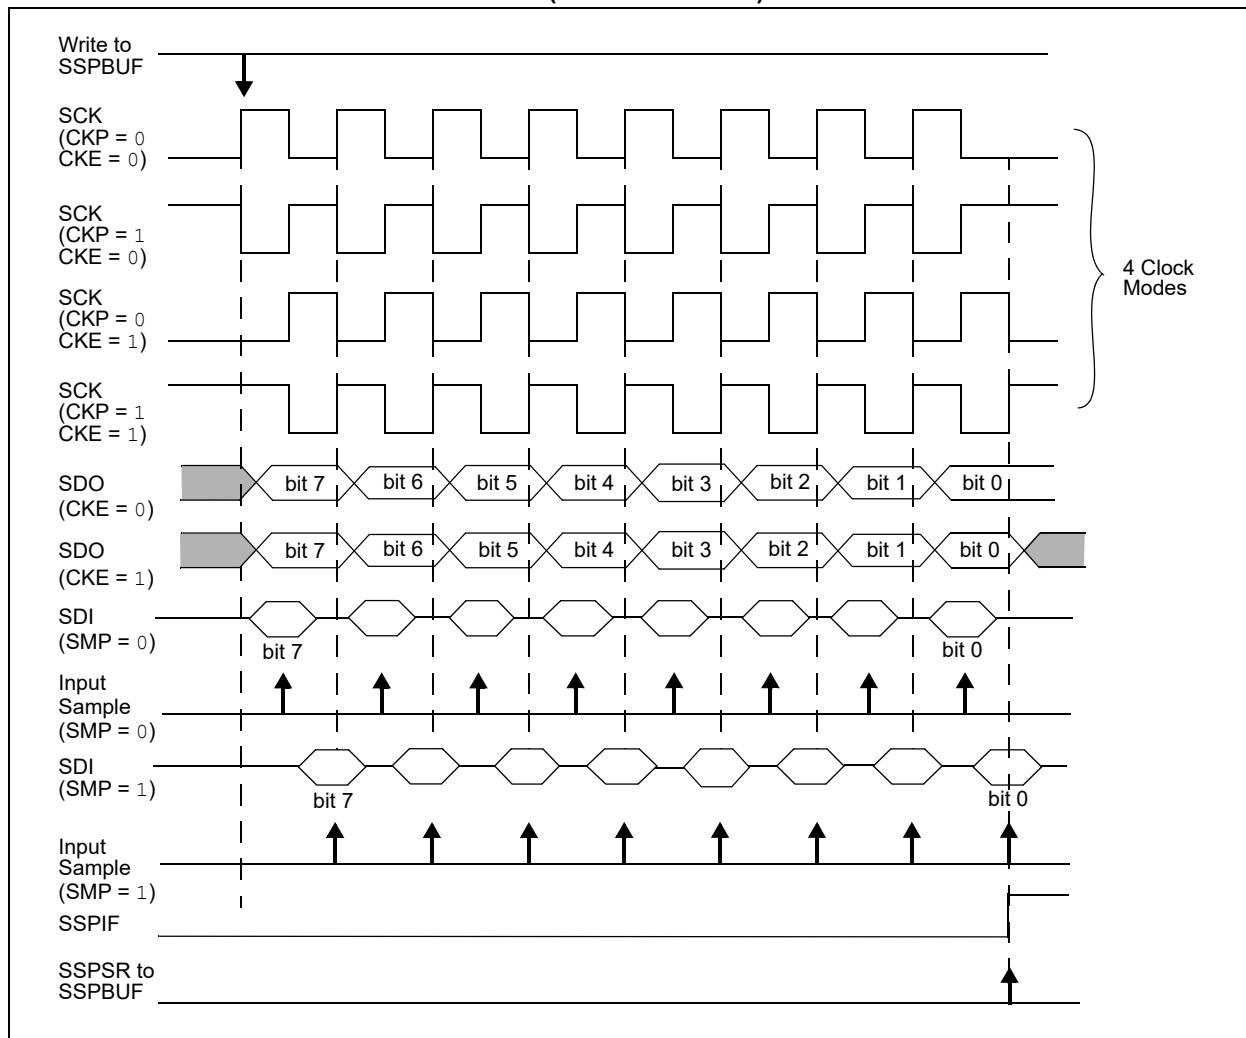 Write to
SSPBUF
SCK
(CKP = 0
CKE = 0)
SCK
(CKP = 1
CKE = 0)
4 Clock
Modes
SCK
(CKP = 0
CKE = 1)
SCK
(CKP = 1
CKE = 1)
SDO
(CKE = 0)
bit 7 bit 6 bit 5 bit 4 bit 3 bit 2 bit 1 bit 0
SDO
(CKE = 1)
bit 7 bit 6 bit 5 bit 4 bit 3 bit 2 bit 1 bit 0
SDI
(SMP = 0)
bit 7 bit 0
Input
Sample
(SMP = 0)
SDI
(SMP = 1)
bit 7 bit 0
Input
Sample
(SMP = 1)
SSPIF
SSPSR to
SSPBUF